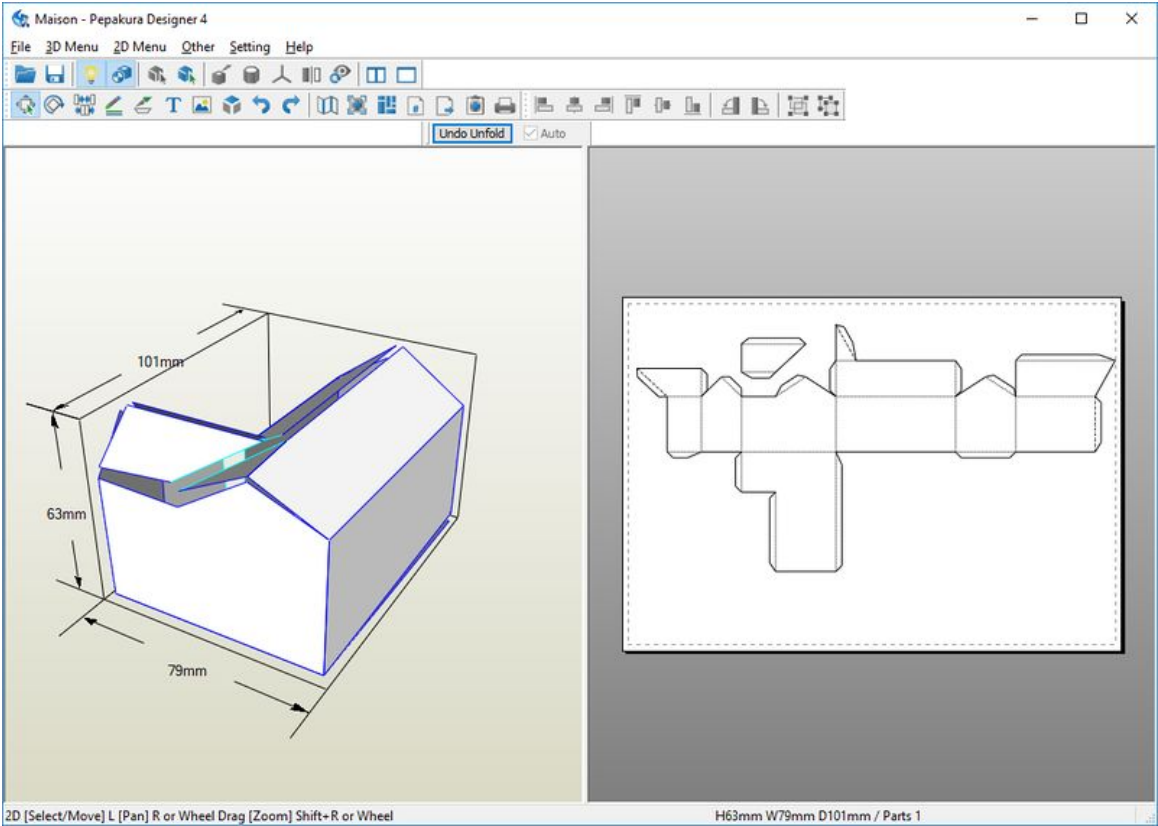 Maison - Pepakura Designer 4
File 3D Menu 2D Menu Other Setting Help
T
Undo Unfold Auto
101mm
63mm
79mm
2D [Select/Move] L [Pan] R or Wheel Drag [Zoom] Shift+R or Wheel H63mm W79mm D101mm / Parts 1